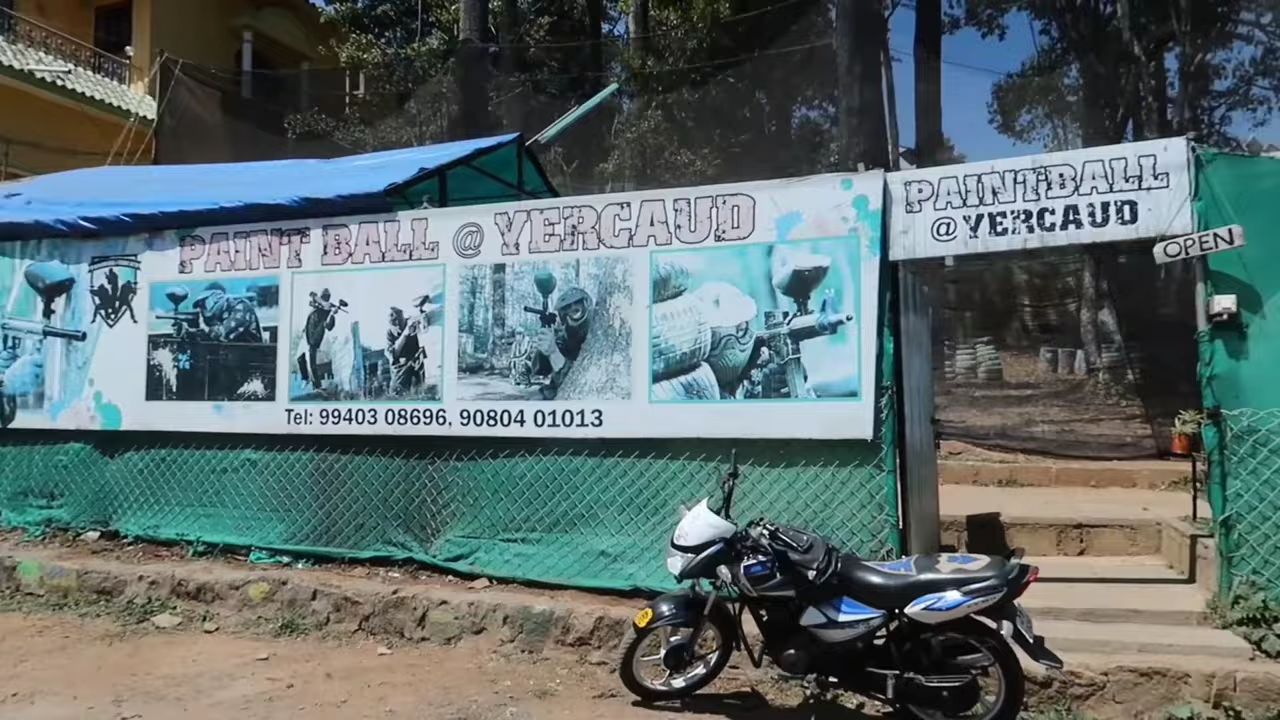 PAINT BALL @ YERCAUD
Tel: 99403 08696, 90804 01013
PAINTBALL
@YERCAUD
OPEN